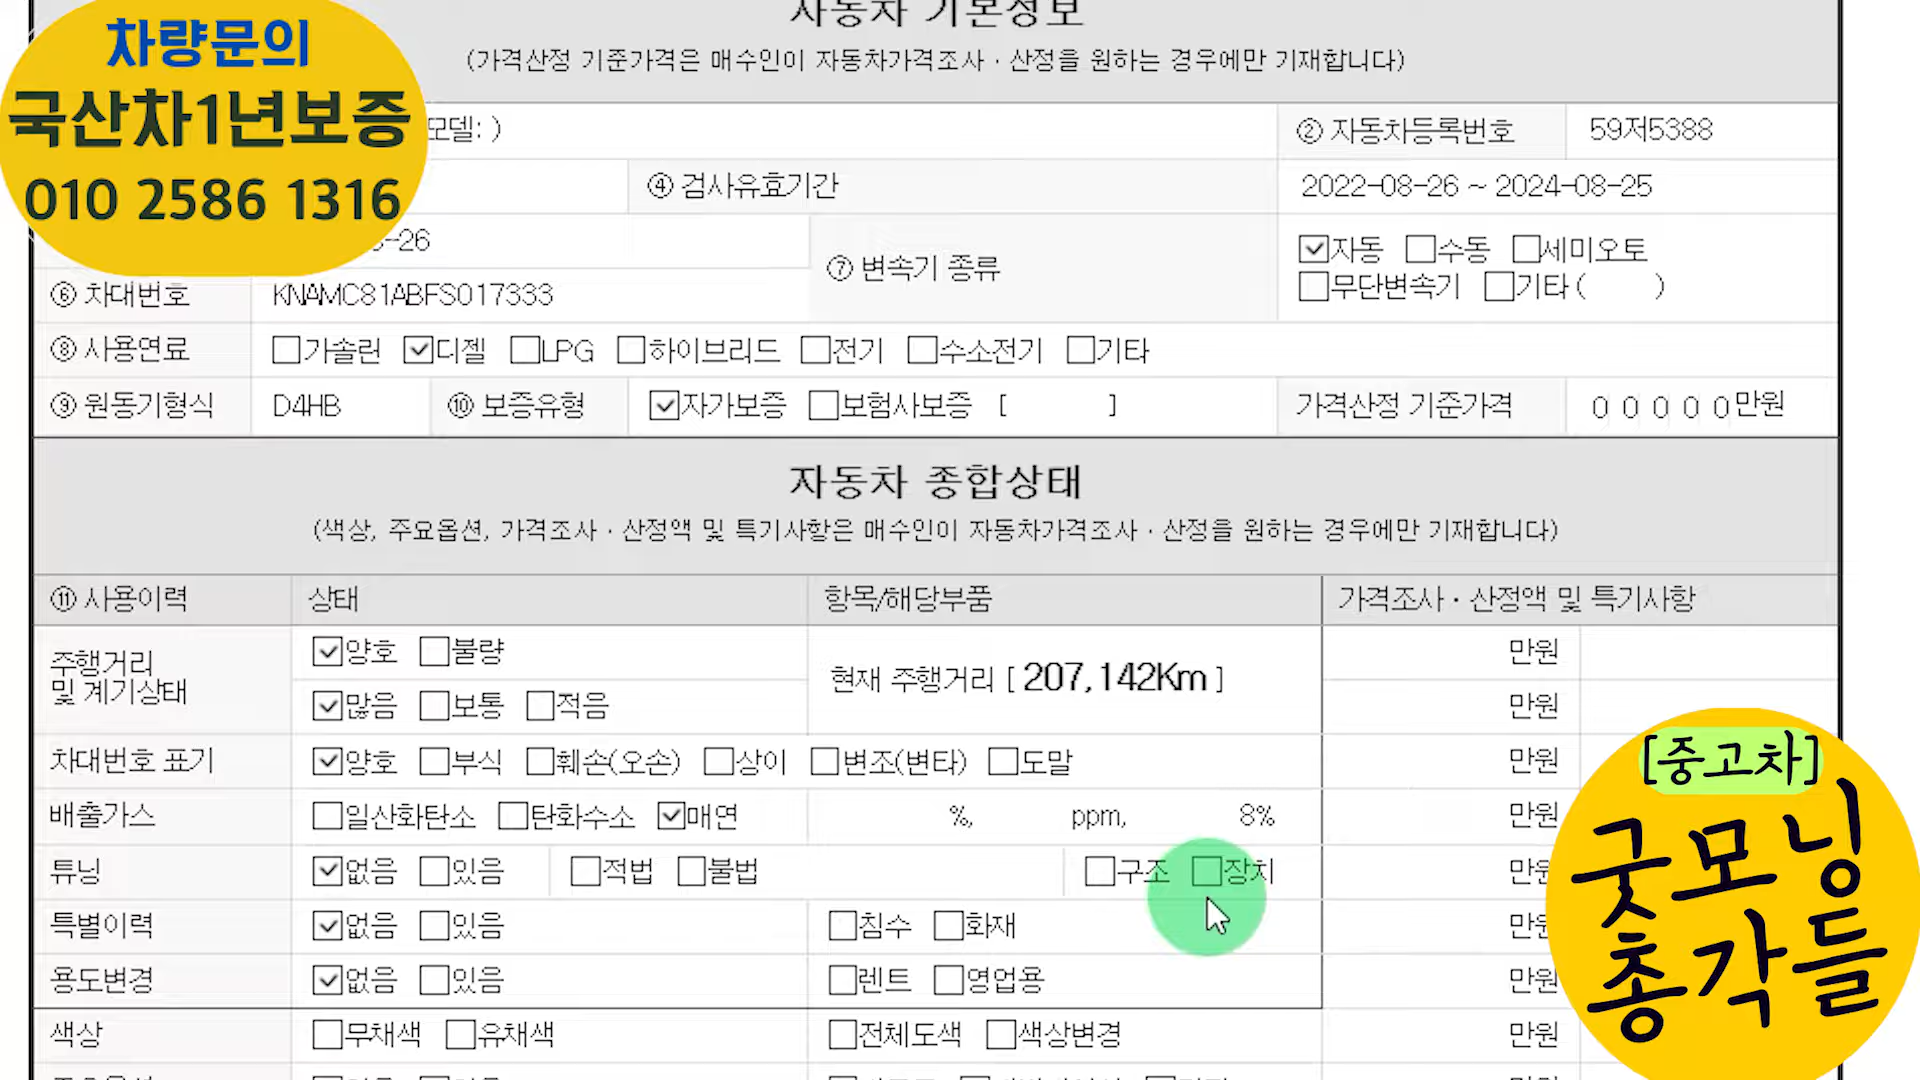 자동차 기본정보
(가격산정 기준가격은 매수인이 자동차가격조사 · 산정을 원하는 경우에만 기재합니다)
차량문의
국산차1년보증
010 2586 1316
모델: )
② 자동차등록번호 59저5388
④ 검사유효기간 2022-08-26 ~ 2024-08-25
-26
⑦ 변속기 종류 ☑자동 ☐수동 ☐세미오토
☐무단변속기 ☐기타 ( )
⑥ 차대번호 KNAMC81ABFS017333
⑧ 사용연료 ☐가솔린 ☑디젤 ☐LPG ☐하이브리드 ☐전기 ☐수소전기 ☐기타
⑨ 원동기형식 D4HB ⑩ 보증유형 ☑자가보증 ☐보험사보증 [ ] 가격산정 기준가격 0 0 0 0 0만원
자동차 종합상태
(색상, 주요옵션, 가격조사 · 산정액 및 특기사항은 매수인이 자동차가격조사 · 산정을 원하는 경우에만 기재합니다)
⑪ 사용이력 상태 항목/해당부품 가격조사 · 산정액 및 특기사항
주행거리
및 계기상태
☑양호 ☐불량 만원
현재 주행거리 [ 207,142Km ]
☑많음 ☐보통 ☐적음 만원
차대번호 표기 ☑양호 ☐부식 ☐훼손(오손) ☐상이 ☐변조(변타) ☐도말 만원
배출가스 ☐일산화탄소 ☐탄화수소 ☑매연 %, ppm, 8% 만원
튜닝 ☑없음 ☐있음 ☐적법 ☐불법 ☐구조 ☐장치 만원
특별이력 ☑없음 ☐있음 ☐침수 ☐화재 만원
용도변경 ☑없음 ☐있음 ☐렌트 ☐영업용 만원
색상 ☐무채색 ☐유채색 ☐전체도색 ☐색상변경 만원
[중고차]
굿모닝
총각들